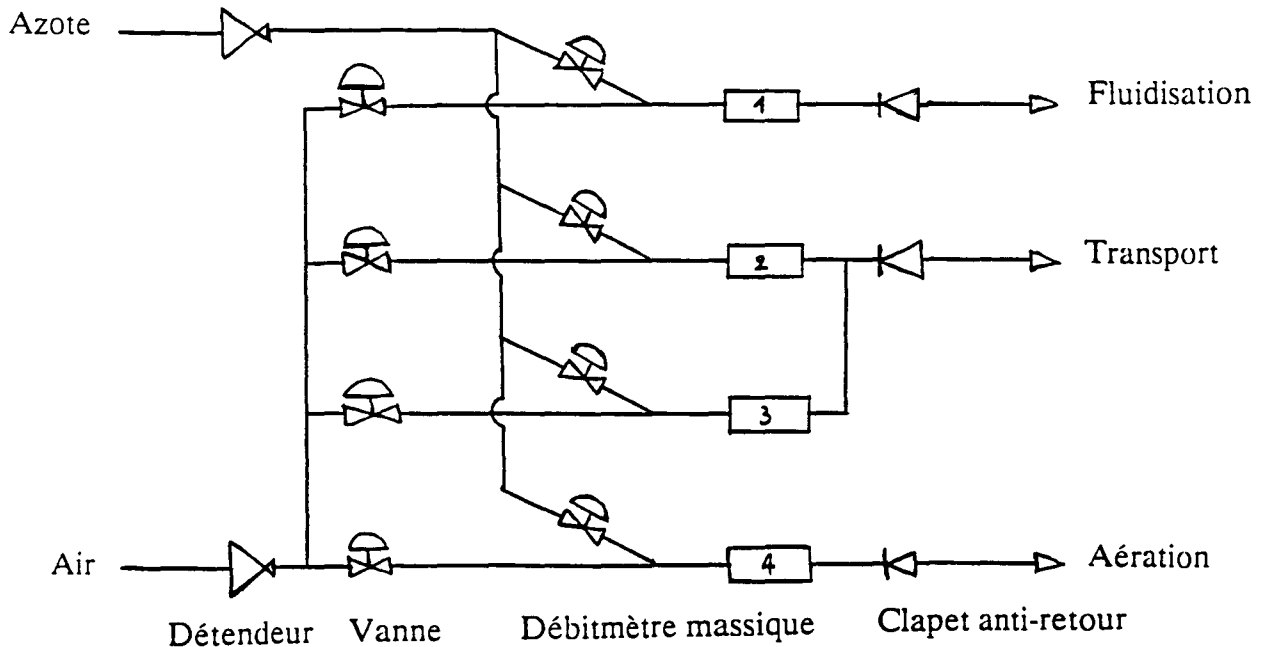 Azote
1
Fluidisation
2
Transport
3
Air
4
Aération
Détendeur Vanne Débitmètre massique Clapet anti-retour